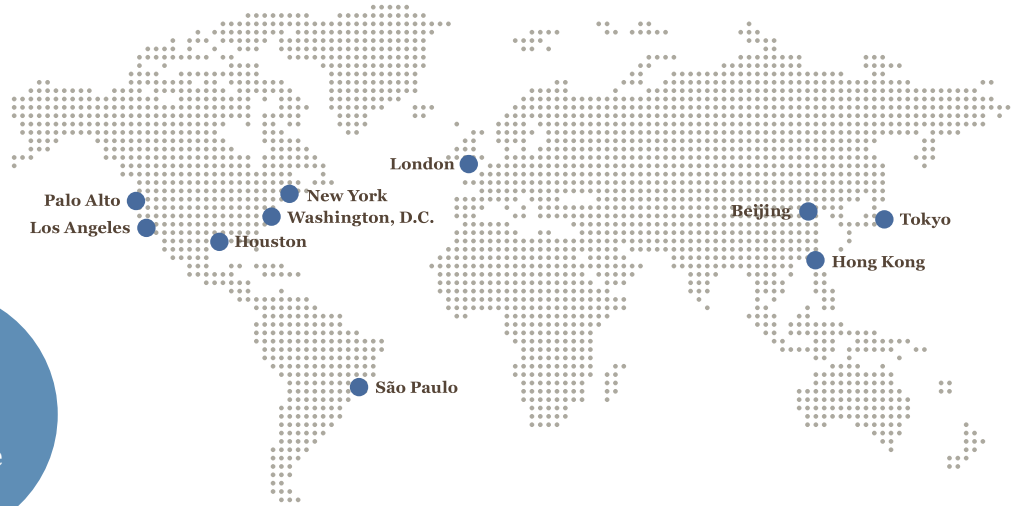 London
Palo Alto
New York
Beijing
Washington, D.C.
Tokyo
Los Angeles
Houston
Hong Kong
São Paulo
e